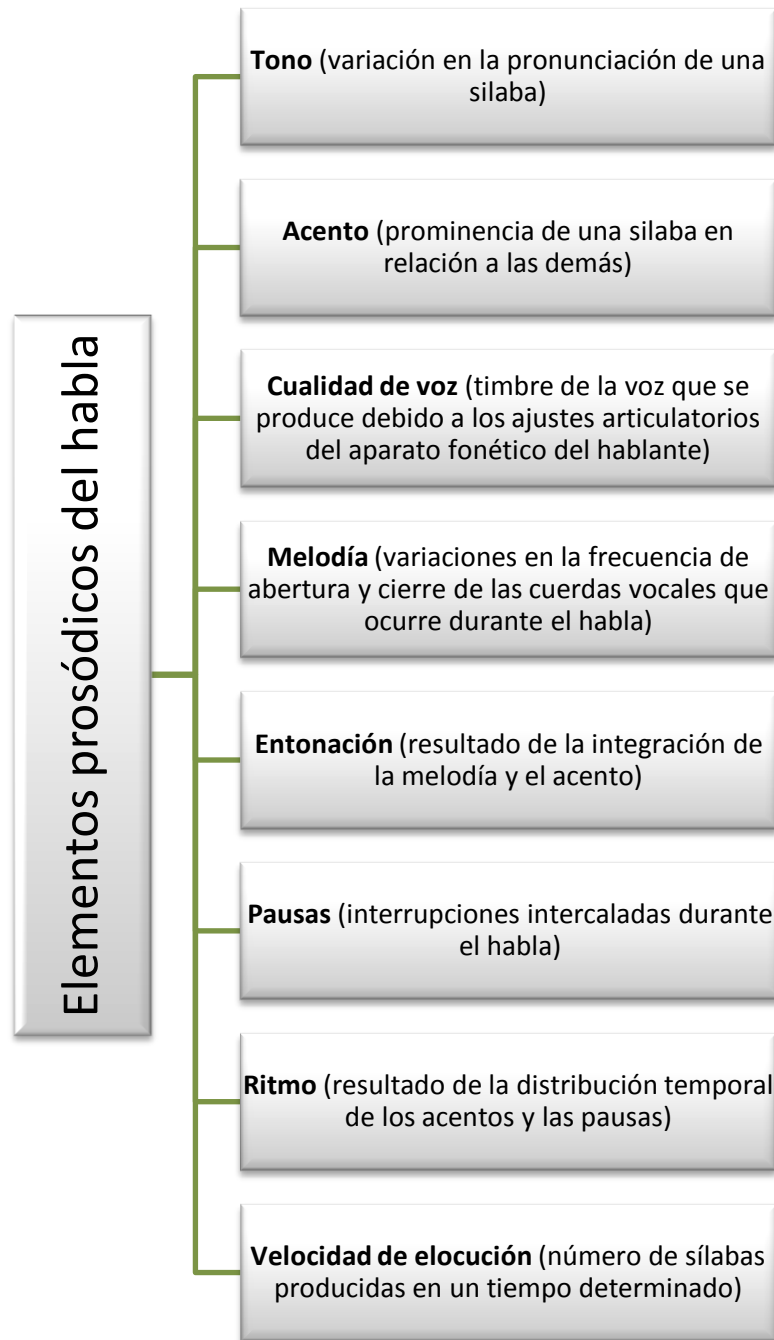 Elementos prosódicos del habla
Tono (variación en la pronunciación de una
silaba)
Acento (prominencia de una silaba en
relación a las demás)
Cualidad de voz (timbre de la voz que se
produce debido a los ajustes articulatorios
del aparato fonético del hablante)
Melodía (variaciones en la frecuencia de
abertura y cierre de las cuerdas vocales que
ocurre durante el habla)
Entonación (resultado de la integración de
la melodía y el acento)
Pausas (interrupciones intercaladas durante
el habla)
Ritmo (resultado de la distribución temporal
de los acentos y las pausas)
Velocidad de elocución (número de sílabas
producidas en un tiempo determinado)